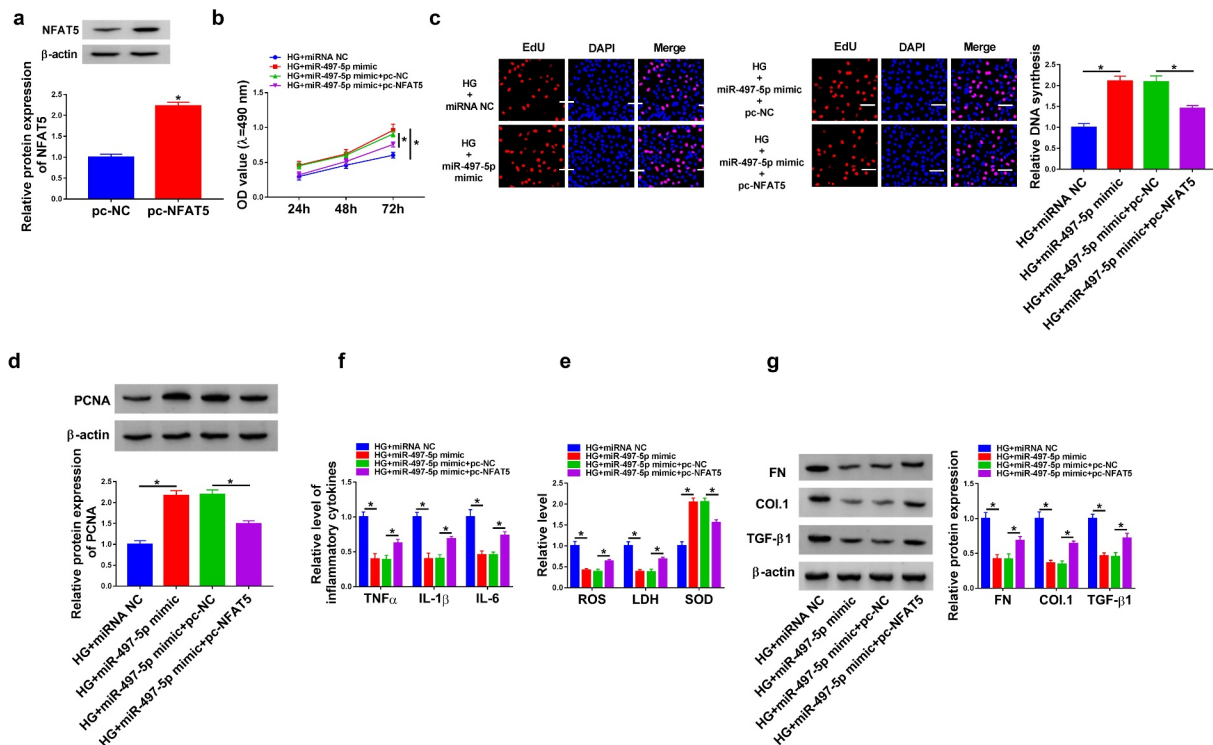 a
NFAT5
β-actin
Relative protein expression
of NFAT5
2.5
2.0
1.5
1.0
0.5
0.0
*
pc-NC
pc-NFAT5
b
HG+miRNA NC
HG+miR-497-5p mimic
HG+miR-497-5p mimic+pc-NC
HG+miR-497-5p mimic+pc-NFAT5
OD value (λ=490 nm)
1.5
1.0
0.5
0.0
* *
24h 48h 72h
c
EdU DAPI Merge
HG
+
miRNA NC
HG
+
miR-497-5p
mimic
EdU DAPI Merge
HG
+
miR-497-5p mimic
+
pc-NC
HG
+
miR-497-5p mimic
+
pc-NFAT5
Relative DNA synthesis
2.5
2.0
1.5
1.0
0.5
0.0
* *
HG+miRNA NC
HG+miR-497-5p mimic
HG+miR-497-5p mimic+pc-NC
HG+miR-497-5p mimic+pc-NFAT5
d
PCNA
β-actin
Relative protein expression
of PCNA
2.5
2.0
1.5
1.0
0.5
0.0
* *
HG+miRNA NC
HG+miR-497-5p mimic
HG+miR-497-5p mimic+pc-NC
HG+miR-497-5p mimic+pc-NFAT5
f
HG+miRNA NC
HG+miR-497-5p mimic
HG+miR-497-5p mimic+pc-NC
HG+miR-497-5p mimic+pc-NFAT5
Relative level of
inflammatory cytokines
1.5
1.0
0.5
0.0
* * * * * *
TNFα IL-1β IL-6
e
HG+miRNA NC
HG+miR-497-5p mimic
HG+miR-497-5p mimic+pc-NC
HG+miR-497-5p mimic+pc-NFAT5
Relative level
2.5
2.0
1.5
1.0
0.5
0.0
* * * * * *
ROS LDH SOD
g
FN
COl.1
TGF-β1
β-actin
HG+miRNA NC
HG+miR-497-5p mimic
HG+miR-497-5p mimic+pc-NC
HG+miR-497-5p mimic+pc-NFAT5
HG+miRNA NC
HG+miR-497-5p mimic
HG+miR-497-5p mimic+pc-NC
HG+miR-497-5p mimic+pc-NFAT5
Relative protein expression
1.5
1.0
0.5
0.0
* * * * * *
FN COl.1 TGF-β1